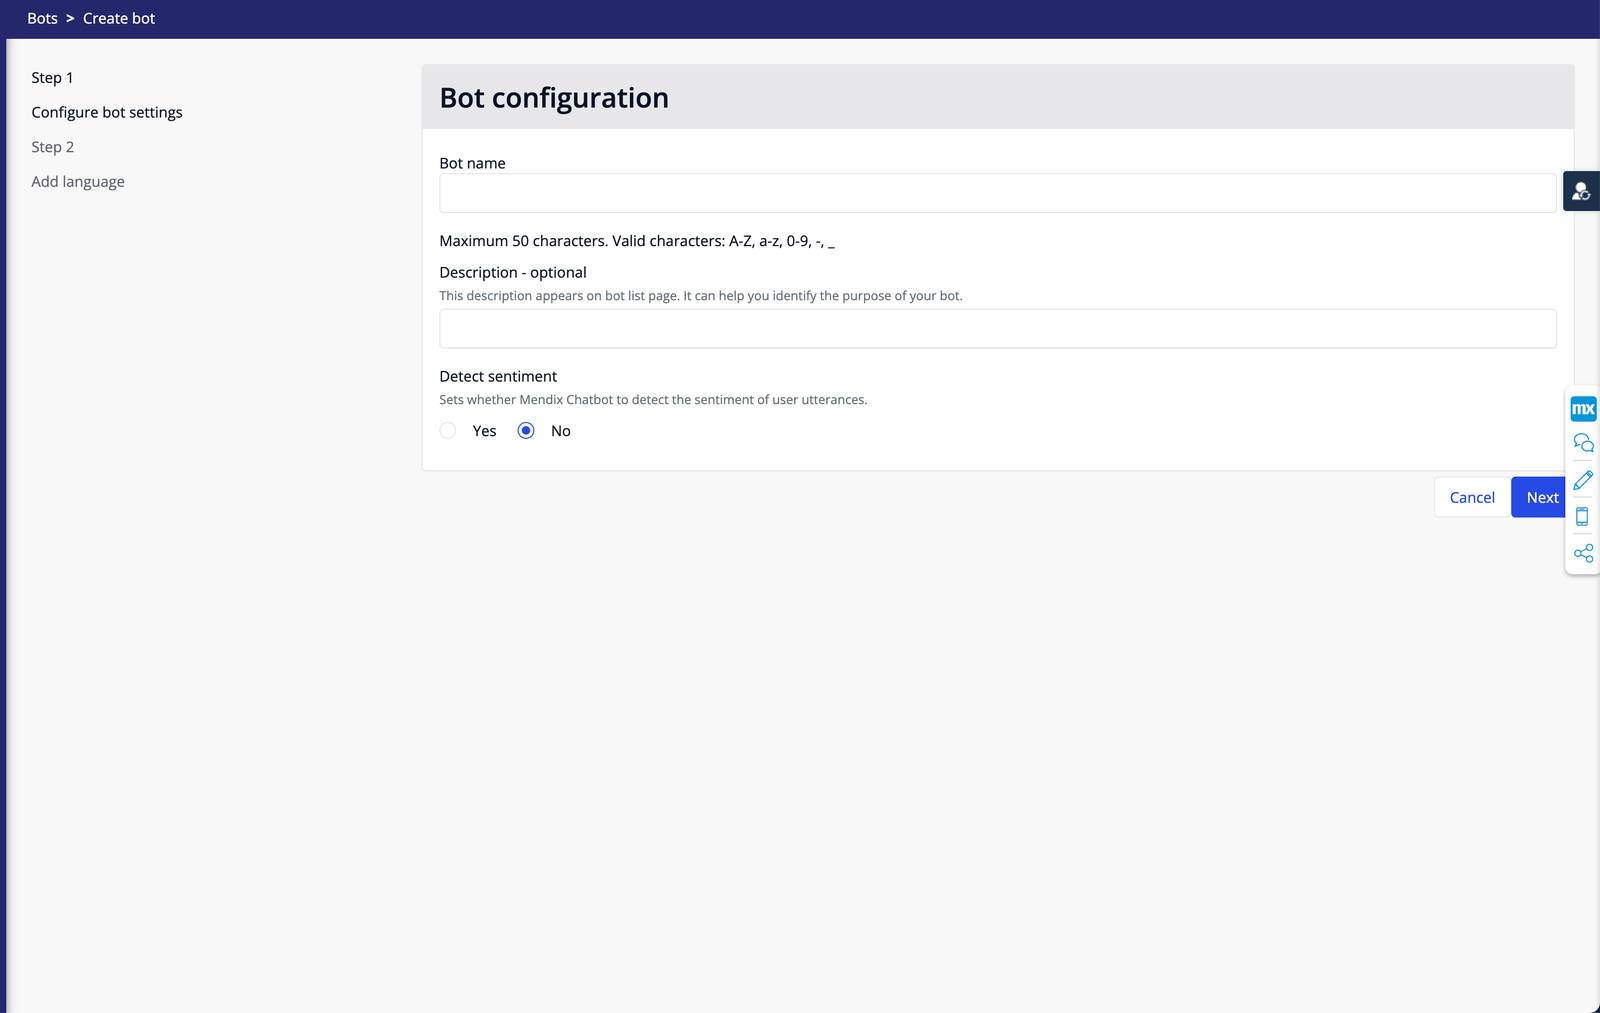 Bots > Create bot
Step 1
Configure bot settings
Step 2
Add language
Bot configuration
Bot name
Maximum 50 characters. Valid characters: A-Z, a-z, 0-9, -, _
Description - optional
This description appears on bot list page. It can help you identify the purpose of your bot.
Detect sentiment
Sets whether Mendix Chatbot to detect the sentiment of user utterances.
Yes No
mx
Cancel Next